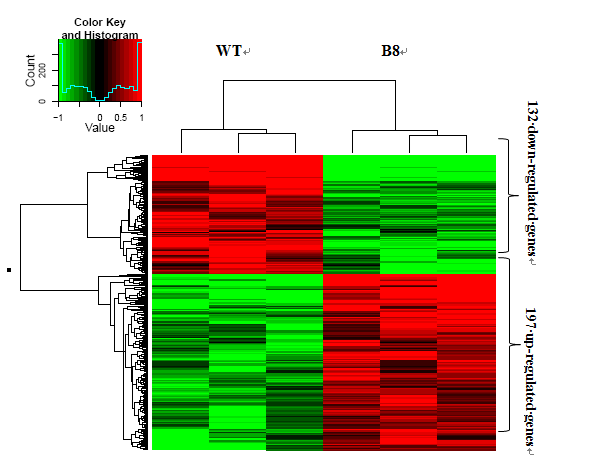 Color Key
and Histogram
Count
0 200
-1 0 0.5 1
Value
WT
B8
132·down-regulated·genes
197·up-regulated·genes